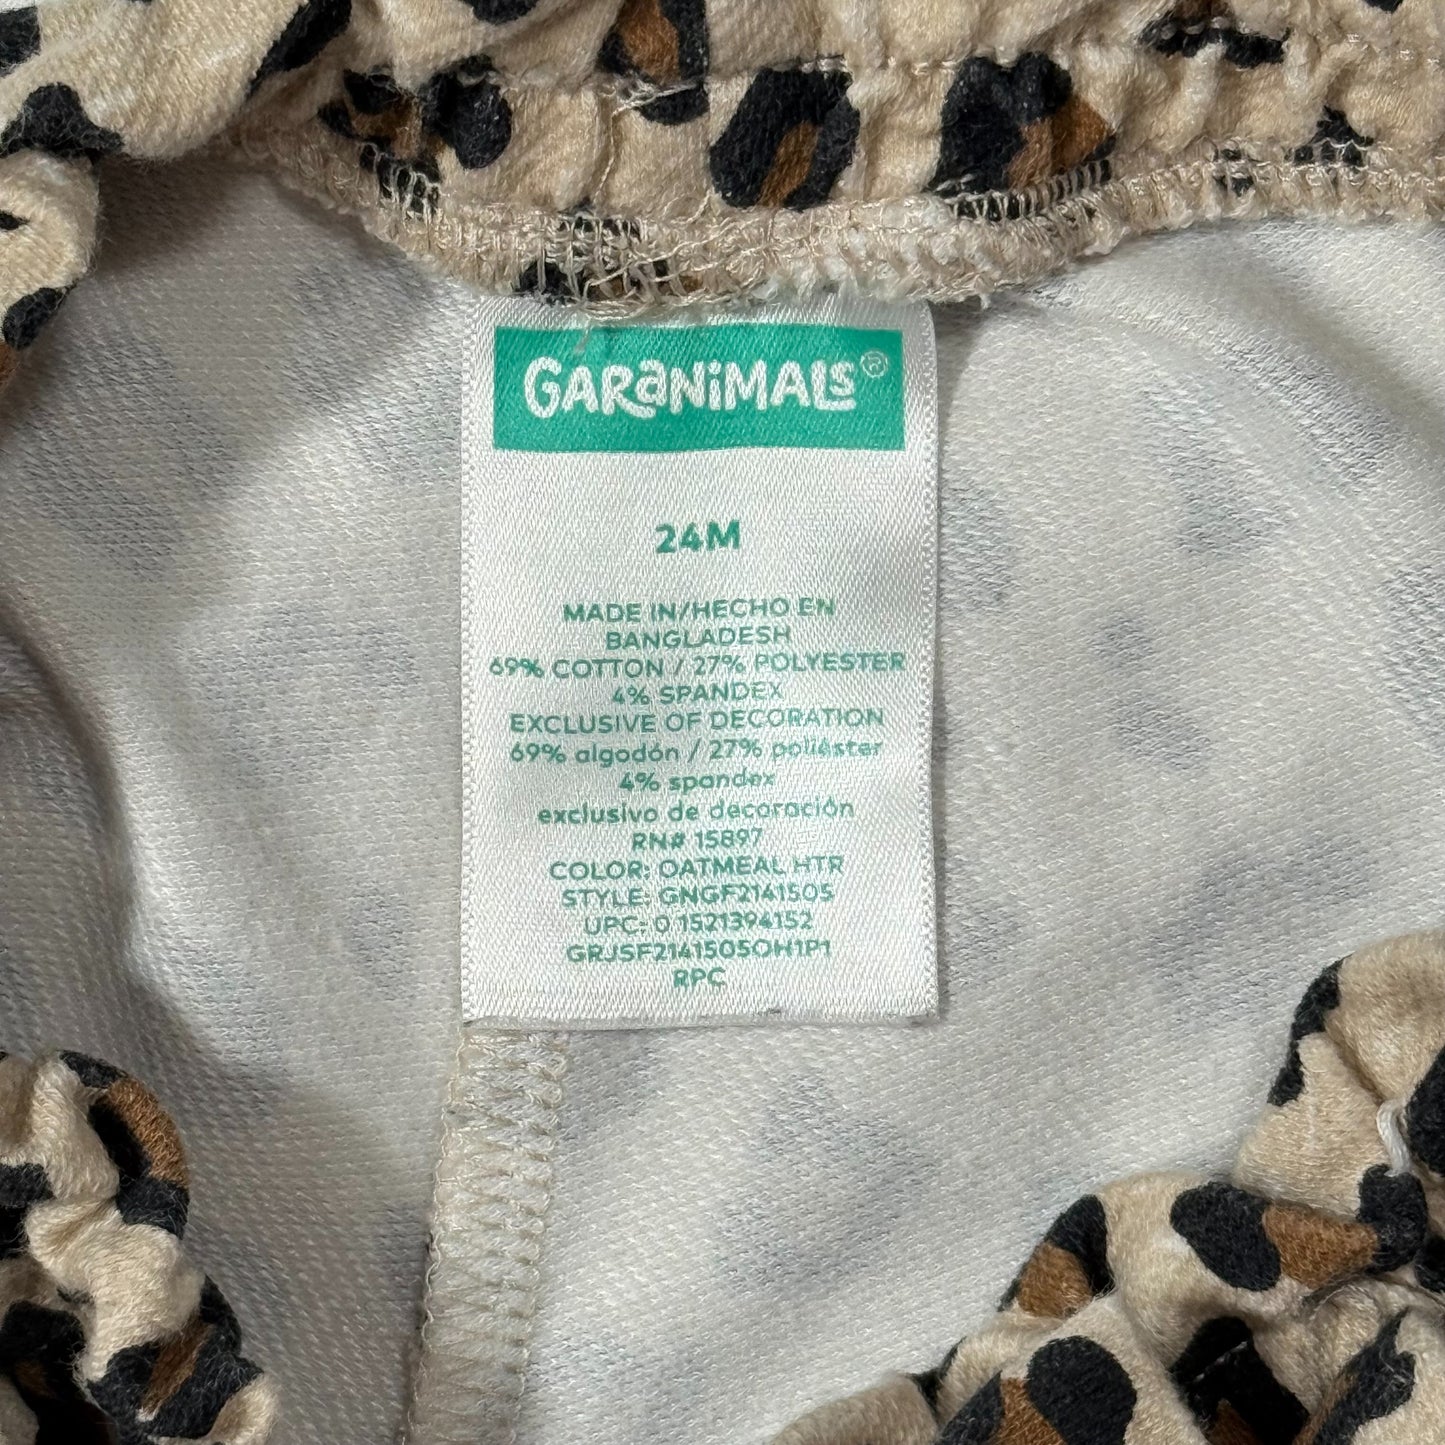 GARaNiMALs®
24M
MADE IN/HECHO EN
BANGLADESH
69% COTTON / 27% POLYESTER
4% SPANDEX
EXCLUSIVE OF DECORATION
69% algodón / 27% poliéster
4% spandex
exclusivo de decoración
RN# 15897
COLOR: OATMEAL HTR
STYLE: GNGF2141505
UPC: 0 1521394152
GRJSF2141505OH1P1
RPC